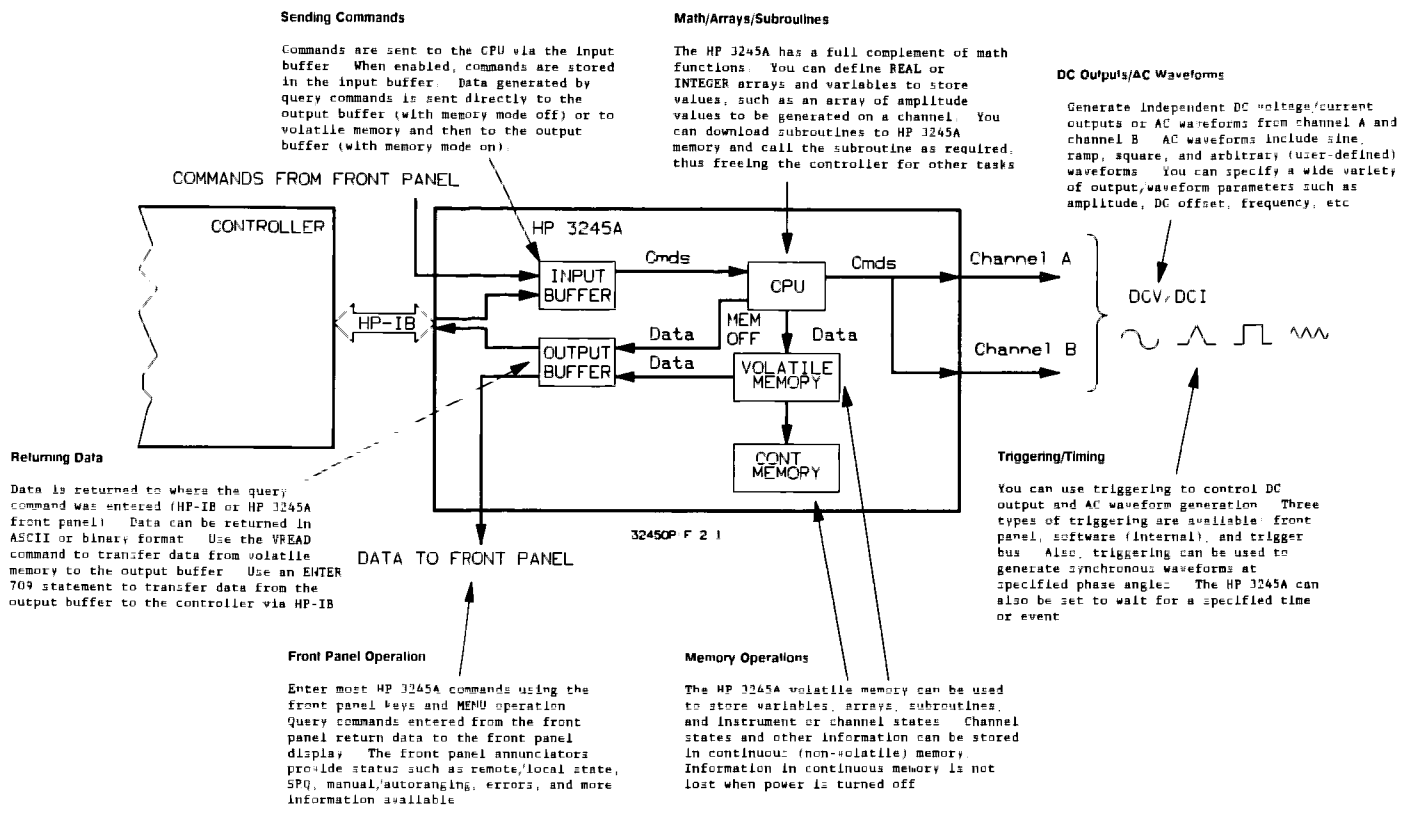 Sending Commands
Commands are sent to the CPU via the input
buffer When enabled, commands are stored
in the input buffer. Data generated by
query commands is sent directly to the
output buffer (with memory mode off) or to
volatile memory and then to the output
buffer (with memory mode on).
Math/Arrays/Subroutines
The HP 3245A has a full complement of math
functions. You can define REAL or
INTEGER arrays and variables to store
values, such as an array of amplitude
values to be generated on a channel. You
can download subroutines to HP 3245A
memory and call the subroutine as required,
thus freeing the controller for other tasks
DC Outputs/AC Waveforms
Generate independent DC voltage/current
outputs or AC waveforms from channel A and
channel B AC waveforms include sine,
ramp, square, and arbitrary (user-defined)
waveforms You can specify a wide variety
of output/waveform parameters such as
amplitude, DC offset, frequency, etc
COMMANDS FROM FRONT PANEL
CONTROLLER
HP 3245A
HP-IB
INPUT
BUFFER
Cmds
CPU
Cmds
Channel A
Channel B
DCV/DCI
MEM
OFF
Data
Data
Data
OUTPUT
BUFFER
VOLATILE
MEMORY
CONT
MEMORY
32450P F 2 1
DATA TO FRONT PANEL
Returning Data
Data is returned to where the query
command was entered (HP-IB or HP 3245A
front panel) Data can be returned in
ASCII or binary format Use the VREAD
command to transfer data from volatile
memory to the output buffer Use an ENTER
709 statement to transfer data from the
output buffer to the controller via HP-IB
Triggering/Timing
You can use triggering to control DC
output and AC waveform generation Three
types of triggering are available: front
panel, software (internal), and trigger
bus Also, triggering can be used to
generate synchronous waveforms at
specified phase angles The HP 3245A can
also be set to wait for a specified time
or event
Front Panel Operation
Enter most HP 3245A commands using the
front panel keys and MENU operation
Query commands entered from the front
panel return data to the front panel
display The front panel annunciators
provide status such as remote/local state,
SRQ, manual/autoranging, errors, and more
information available
Memory Operations
The HP 3245A volatile memory can be used
to store variables, arrays, subroutines,
and instrument or channel states Channel
states and other information can be stored
in continuous (non-volatile) memory.
Information in continuous memory is not
lost when power is turned off